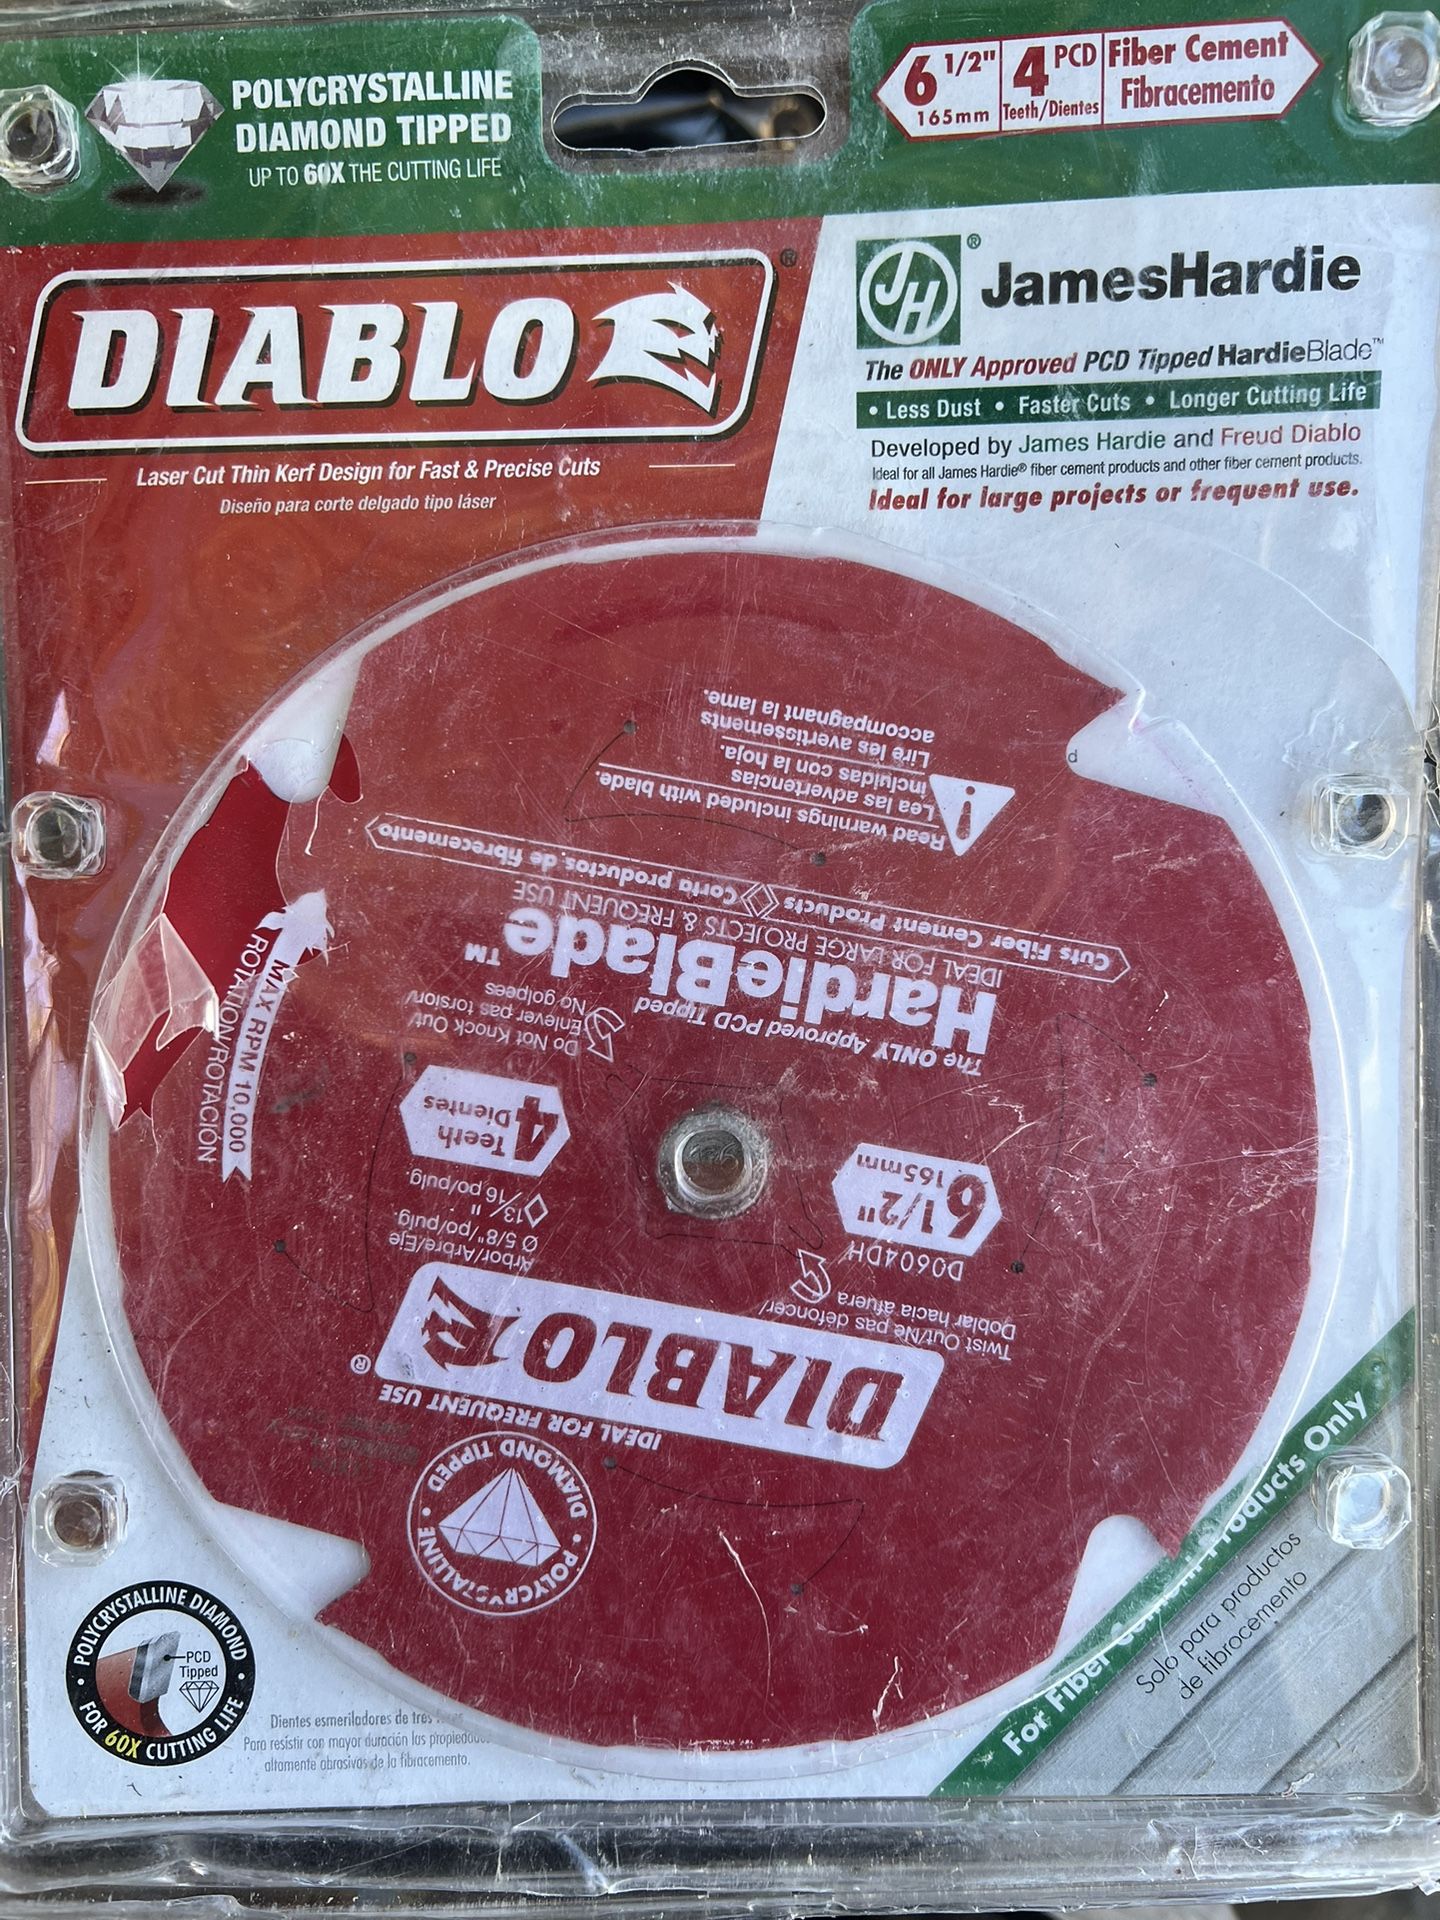 POLYCRYSTALLINE
DIAMOND TIPPED
UP TO 60X THE CUTTING LIFE
6 1/2"
165mm
4 PCD
Teeth/Dientes
Fiber Cement
Fibracemento
DIABLO
®
Laser Cut Thin Kerf Design for Fast & Precise Cuts
Diseño para corte delgado tipo láser
JH
®
JamesHardie
The ONLY Approved PCD Tipped HardieBlade™
• Less Dust • Faster Cuts • Longer Cutting Life
Developed by James Hardie and Freud Diablo
Ideal for all James Hardie® fiber cement products and other fiber cement products.
Ideal for large projects or frequent use.
d
DIABLO
®
IDEAL FOR FREQUENT USE
• POLYCRYSTALLINE •
DIAMOND TIPPED
Twist Out/Ne pas défoncer/
Doblar hacia afuera
D0604DH
6 1/2"
165mm
Arbor/Arbre/Eje
Ø 5/8"/po/pulg.
◇ 13/16" po/pulg.
4 Teeth
Dientes
Do Not Knock Out/
Enlever pas torsion/
No golpees
The ONLY Approved PCD Tipped
HardieBlade™
IDEAL FOR LARGE PROJECTS & FREQUENT USE
Cuts Fiber Cement Products ◇ Corta productos de fibrecemento
Read warnings included with blade.
Lea las advertencias
incluidas con la hoja.
Lire les avertissements
accompagnant la lame.
MAX RPM 10,000
ROTATION/ROTACIÓN
• POLYCRYSTALLINE DIAMOND •
PCD
Tipped
FOR 60X CUTTING LIFE
Dientes esmeriladores de tres
Para resistir con mayor duración las propiedades
altamente abrasivos de la fibracemento.
For Fiber Cement Products Only
Solo para productos
de fibrocemento